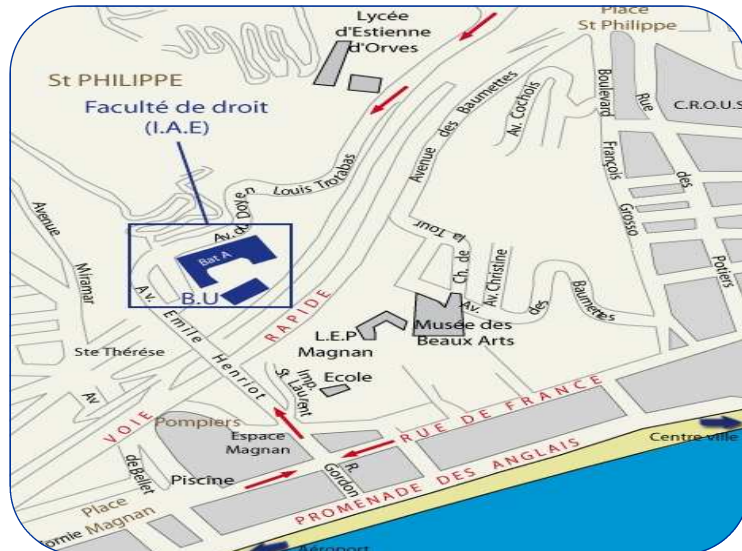 Lycée
d'Estienne
d'Orves
Place
St Philippe
St PHILIPPE
Faculté de droit
(I.A.E)
Boulevard
François
Grosso
Rue
des
Potiers
C.R.O.U.S
Avenue des Baumettes
Av. Cochois
Av. du Doyen Louis Trotabas
Avenue
Miramar
Bat A
B.U
Av. Emile Henriot
Ch. de
la Tour
Av. Christine
Av.
des
Baumettes
VOIE
RAPIDE
L.E.P
Magnan
Musée des
Beaux Arts
Ste Thérése
Ecole
Imp.
St. Laurent
Av
de Bellet
Pompiers
Espace
Magnan
RUE DE FRANCE
Piscine
R.
Gordon
Centre ville
Place
Magnan
PROMENADE DES ANGLAIS
Aéroport